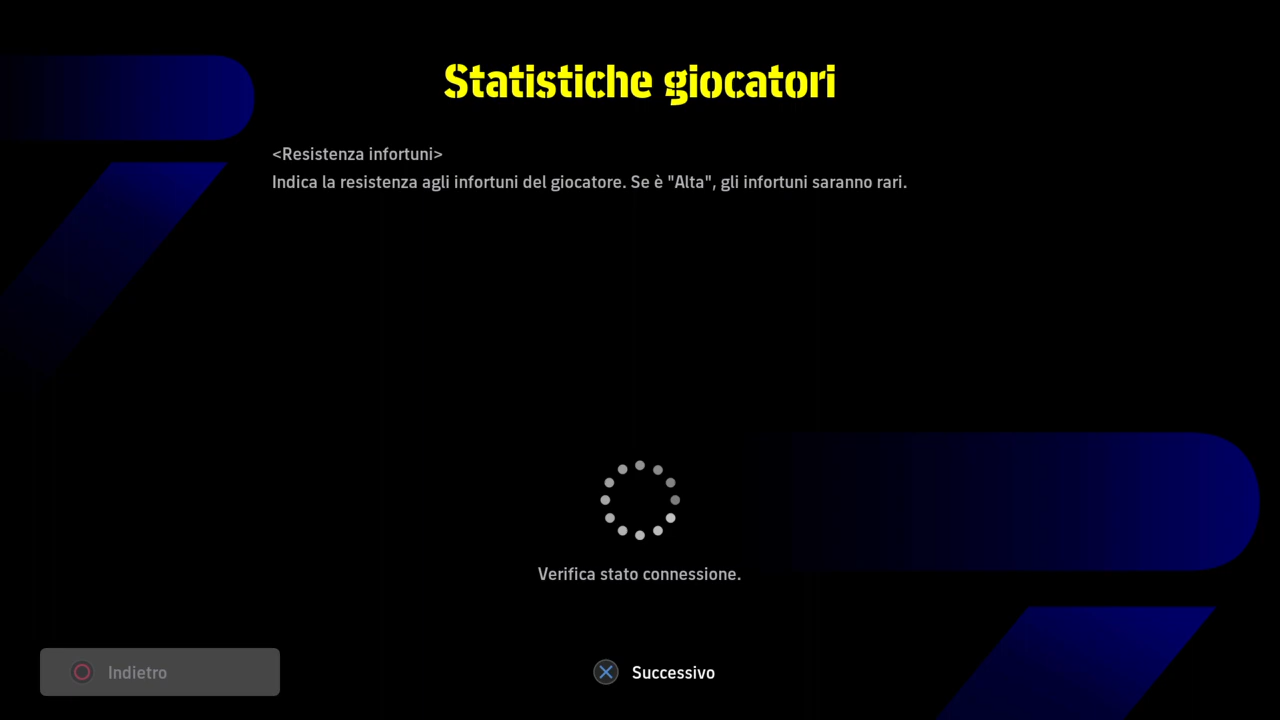 Statistiche giocatori
<Resistenza infortuni>
Indica la resistenza agli infortuni del giocatore. Se è "Alta", gli infortuni saranno rari.
Verifica stato connessione.
Indietro
Successivo